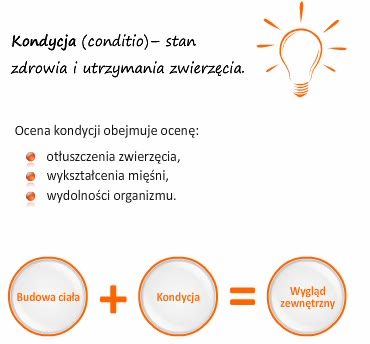 Kondycja (conditio)– stan
zdrowia i utrzymania zwierzęcia.
Ocena kondycji obejmuje ocenę:
otłuszczenia zwierzęcia,
wykształcenia mięśni,
wydolności organizmu.
Budowa ciała + Kondycja = Wygląd
zewnętrzny